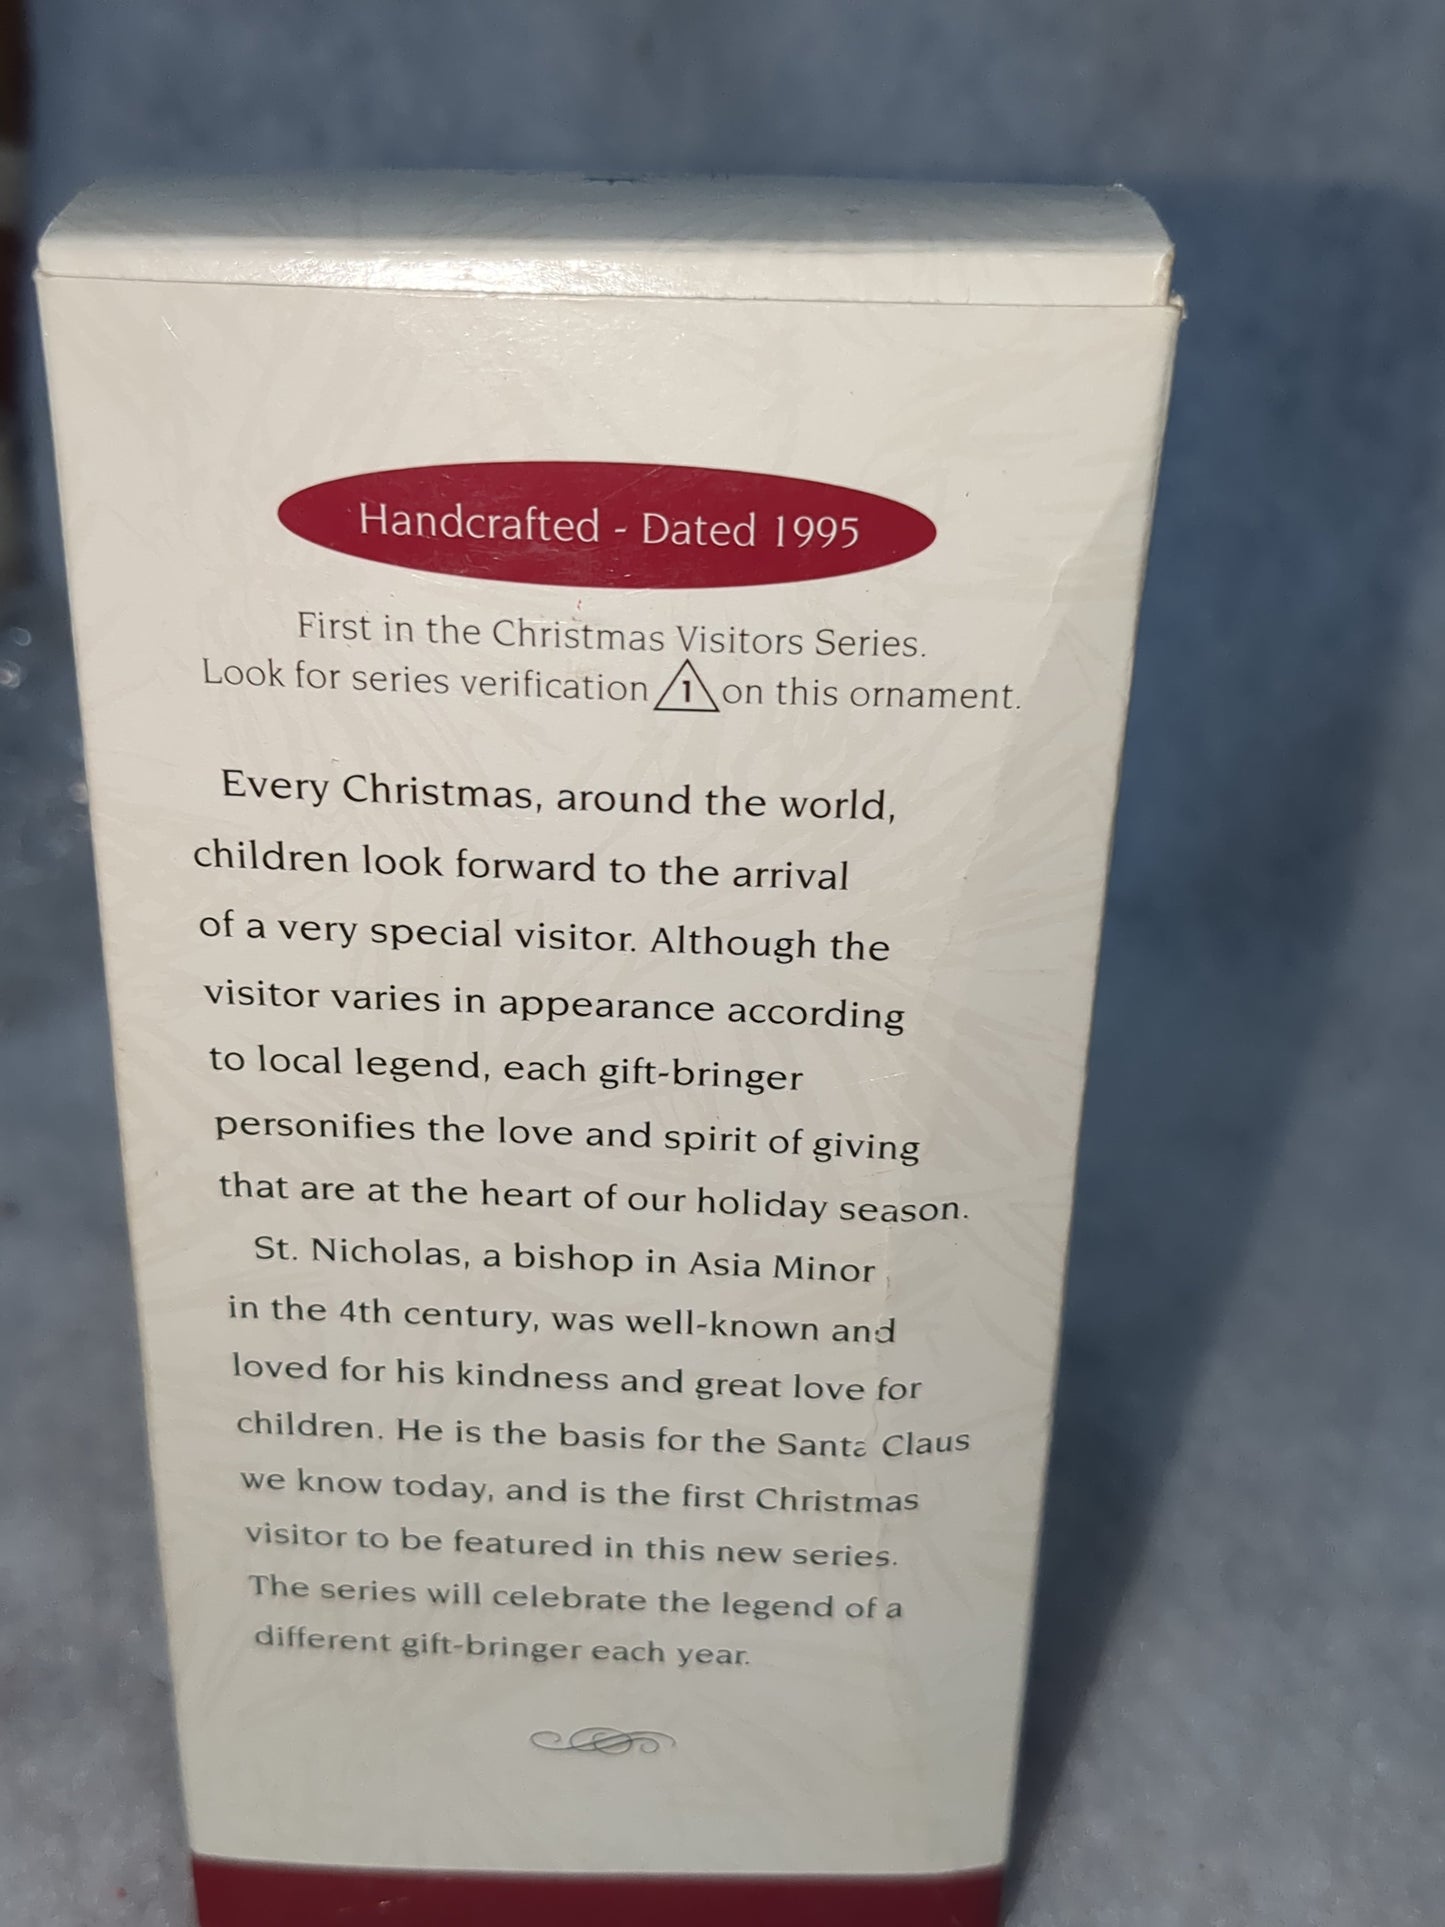 Handcrafted - Dated 1995
First in the Christmas Visitors Series.
Look for series verification 1 on this ornament.
Every Christmas, around the world,
children look forward to the arrival
of a very special visitor. Although the
visitor varies in appearance according
to local legend, each gift-bringer
personifies the love and spirit of giving
that are at the heart of our holiday season.
St. Nicholas, a bishop in Asia Minor
in the 4th century, was well-known and
loved for his kindness and great love for
children. He is the basis for the Santa Claus
we know today, and is the first Christmas
visitor to be featured in this new series.
The series will celebrate the legend of a
different gift-bringer each year.